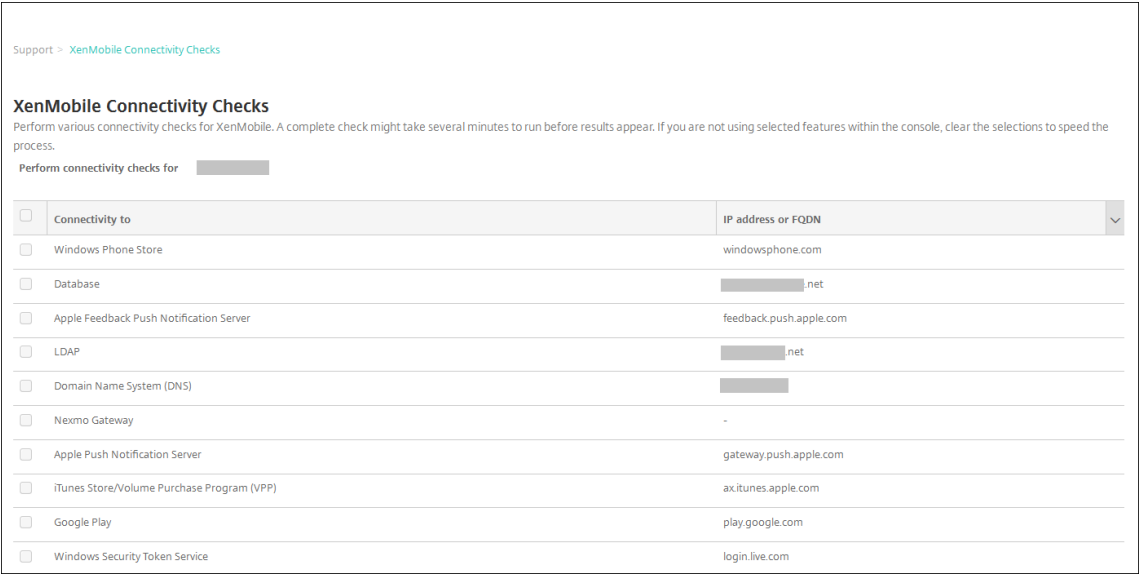 Support > XenMobile Connectivity Checks
XenMobile Connectivity Checks
Perform various connectivity checks for XenMobile. A complete check might take several minutes to run before results appear. If you are not using selected features within the console, clear the selections to speed the
process.
Perform connectivity checks for
Connectivity to IP address or FQDN
Windows Phone Store windowsphone.com
Database .net
Apple Feedback Push Notification Server feedback.push.apple.com
LDAP .net
Domain Name System (DNS)
Nexmo Gateway -
Apple Push Notification Server gateway.push.apple.com
iTunes Store/Volume Purchase Program (VPP) ax.itunes.apple.com
Google Play play.google.com
Windows Security Token Service login.live.com